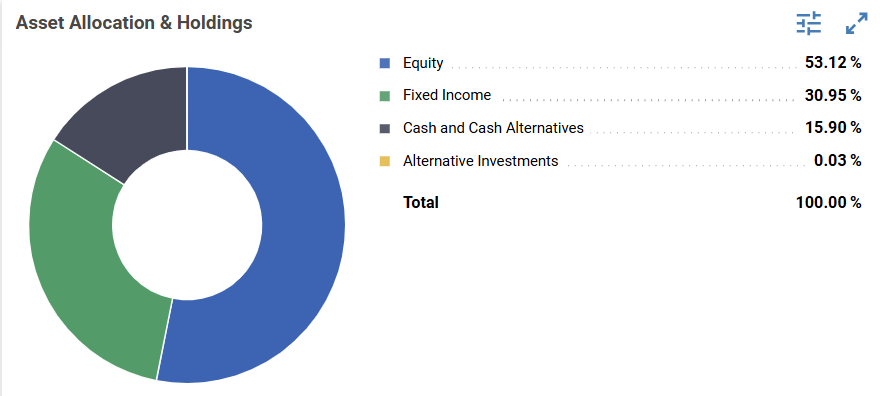 Asset Allocation & Holdings
Equity 53.12 %
Fixed Income 30.95 %
Cash and Cash Alternatives 15.90 %
Alternative Investments 0.03 %
Total 100.00 %